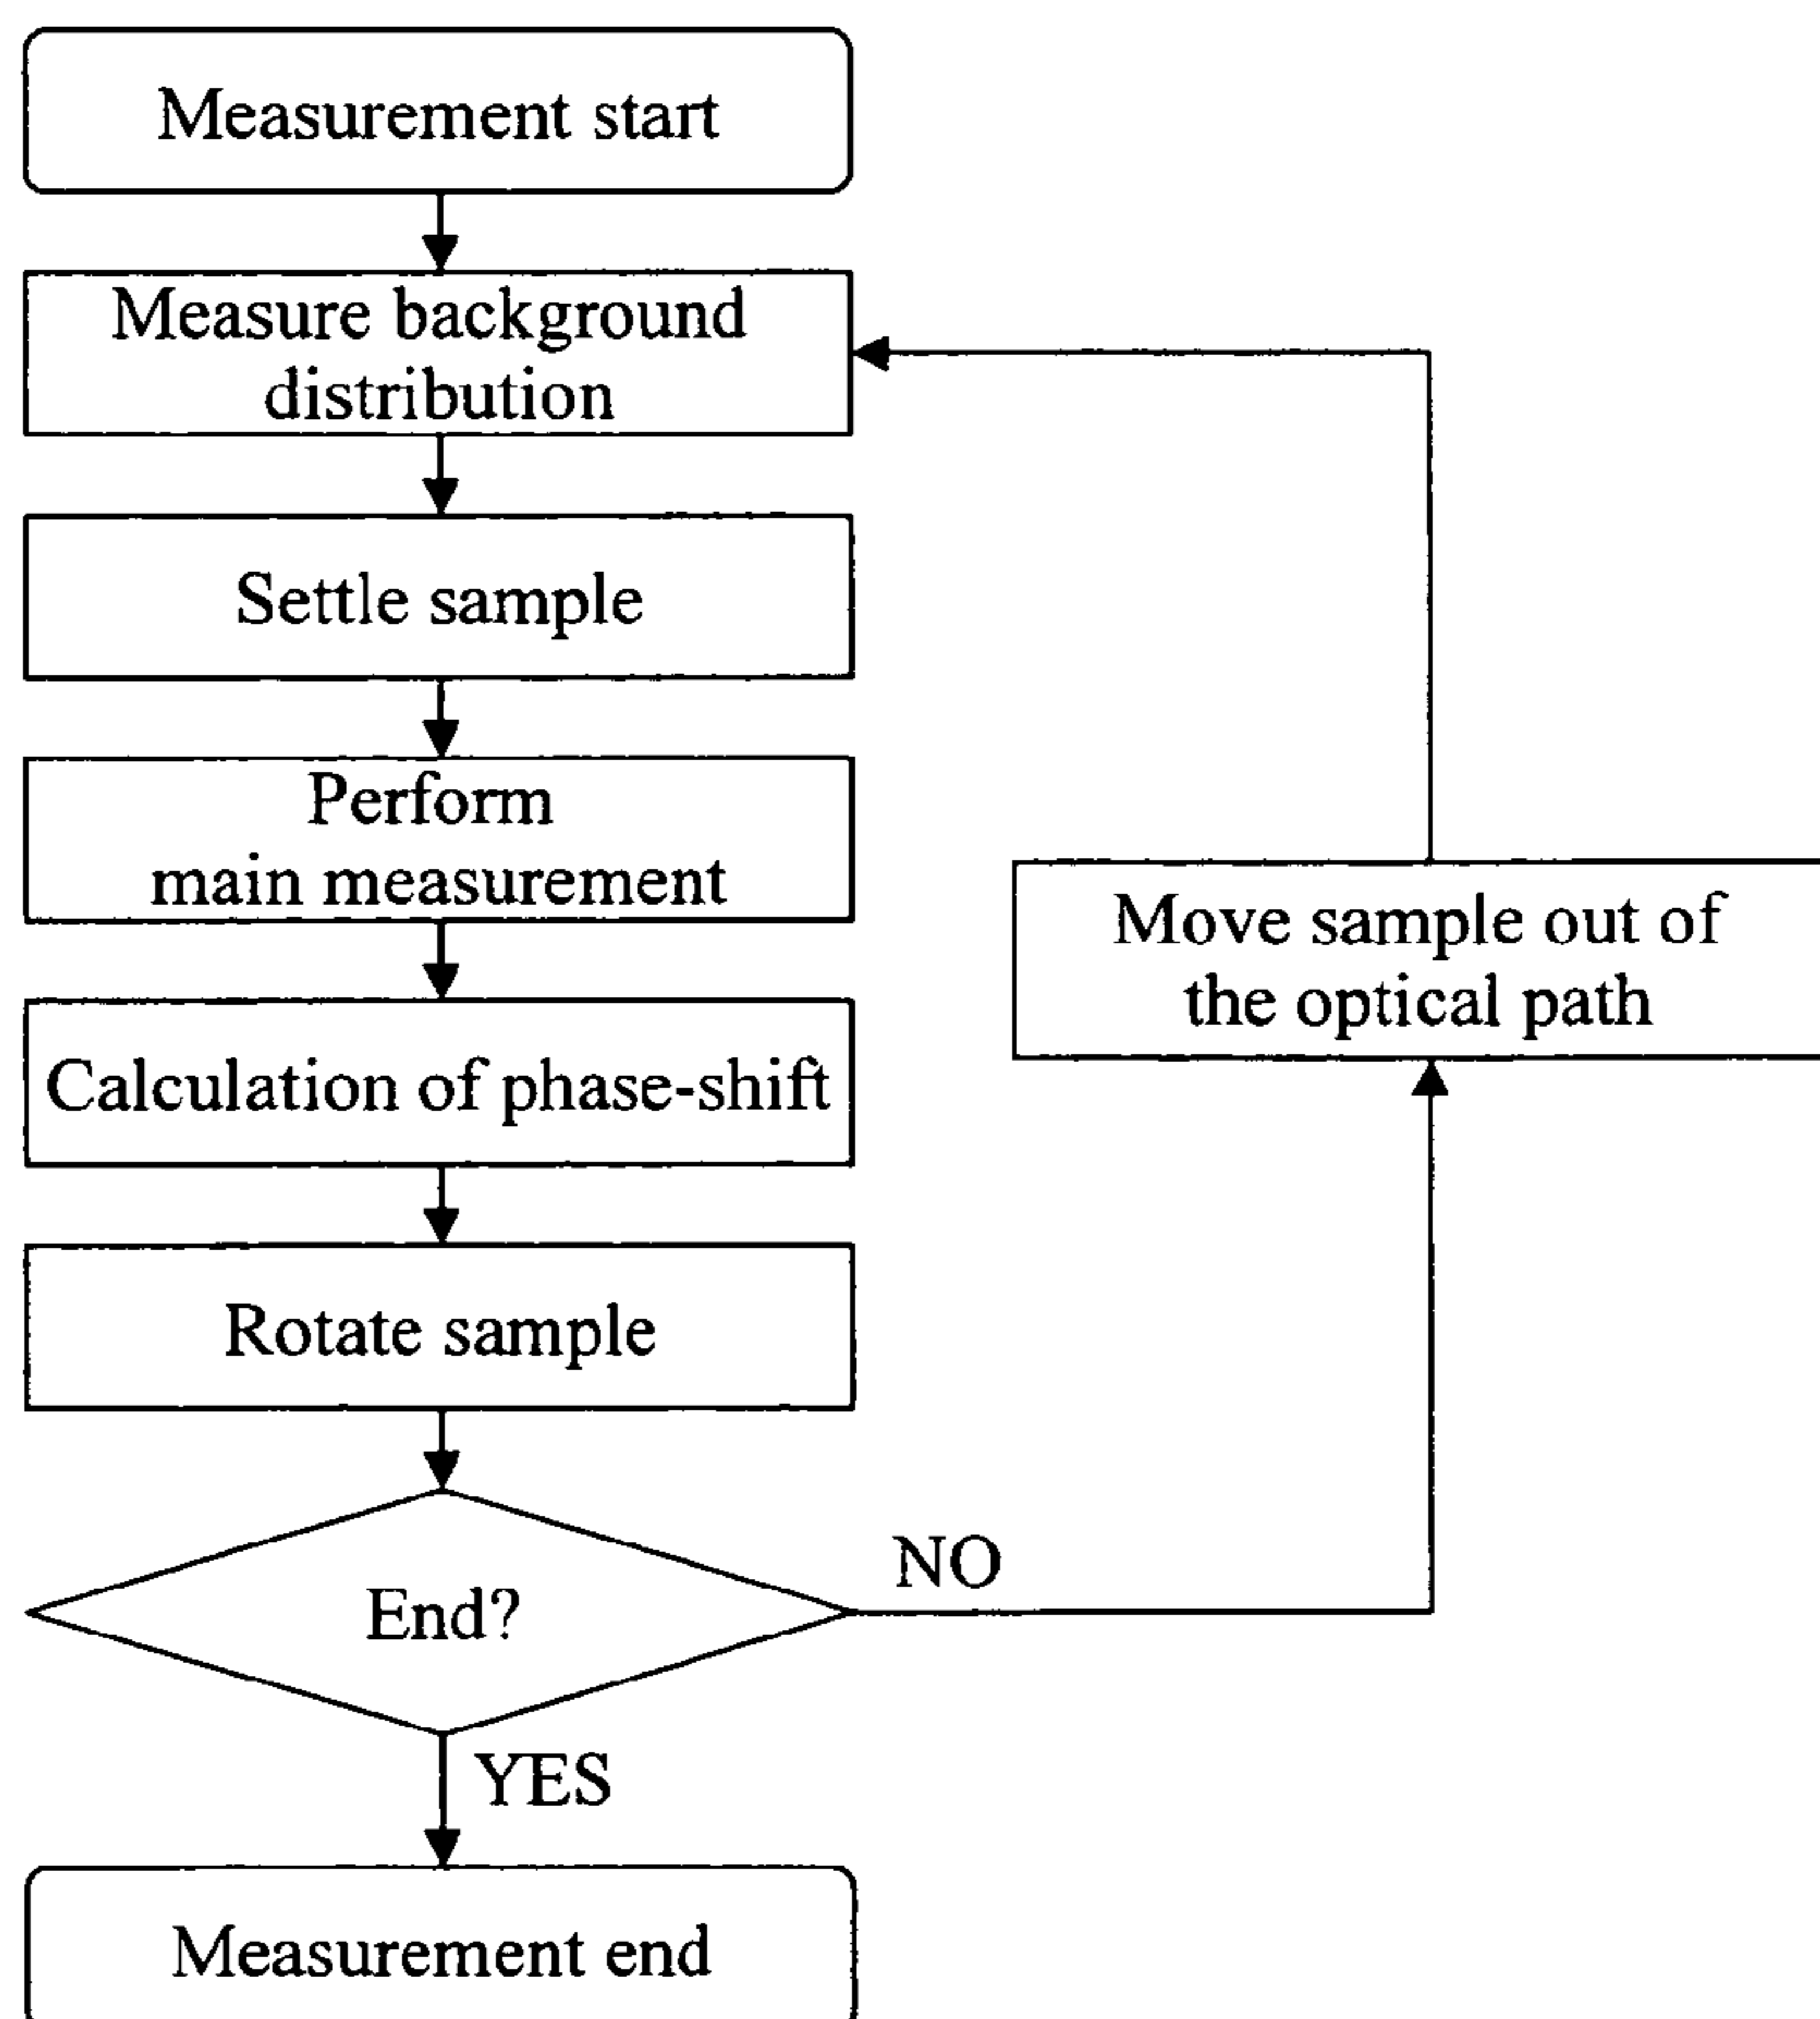 Measurement start
Measure background
distribution
Settle sample
Perform
main measurement
Move sample out of
the optical path
Calculation of phase-shift
Rotate sample
End?
NO
YES
Measurement end